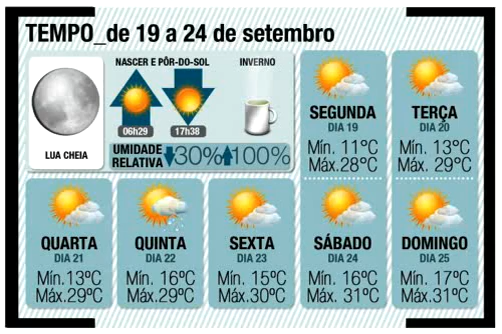 TEMPO_de 19 a 24 de setembro
NASCER E PÔR-DO-SOL
INVERNO
06h29
17h38
LUA CHEIA
UMIDADE
RELATIVA
30% 100%
SEGUNDA
DIA 19
Mín. 11ºC
Máx.28ºC
TERÇA
DIA 20
Mín. 13ºC
Máx. 29ºC
QUARTA
DIA 21
Mín.13ºC
Máx.29ºC
QUINTA
DIA 22
Mín. 16ºC
Máx.29ºC
SEXTA
DIA 23
Mín. 15ºC
Máx.30ºC
SÁBADO
DIA 24
Mín. 16ºC
Máx. 31ºC
DOMINGO
DIA 25
Mín. 17ºC
Máx.31ºC